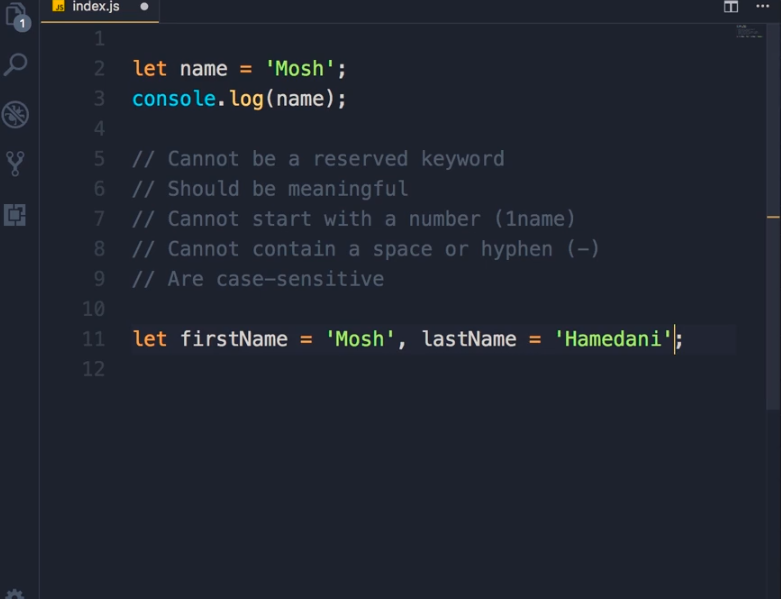 JS index.js
1
1
2 let name = 'Mosh';
3 console.log(name);
4
5 // Cannot be a reserved keyword
6 // Should be meaningful
7 // Cannot start with a number (1name)
8 // Cannot contain a space or hyphen (-)
9 // Are case-sensitive
10
11 let firstName = 'Mosh', lastName = 'Hamedani';
12